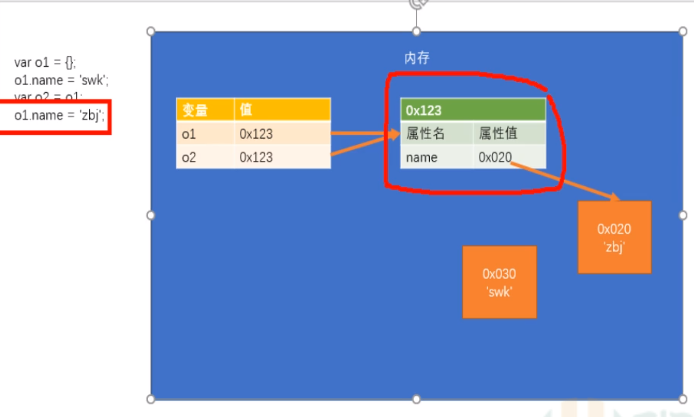 var o1 = {};
o1.name = 'swk';
var o2 = o1;
o1.name = 'zbj';
内存
变量 值
o1 0x123
o2 0x123
0x123
属性名 属性值
name 0x020
0x020
'zbj'
0x030
'swk'